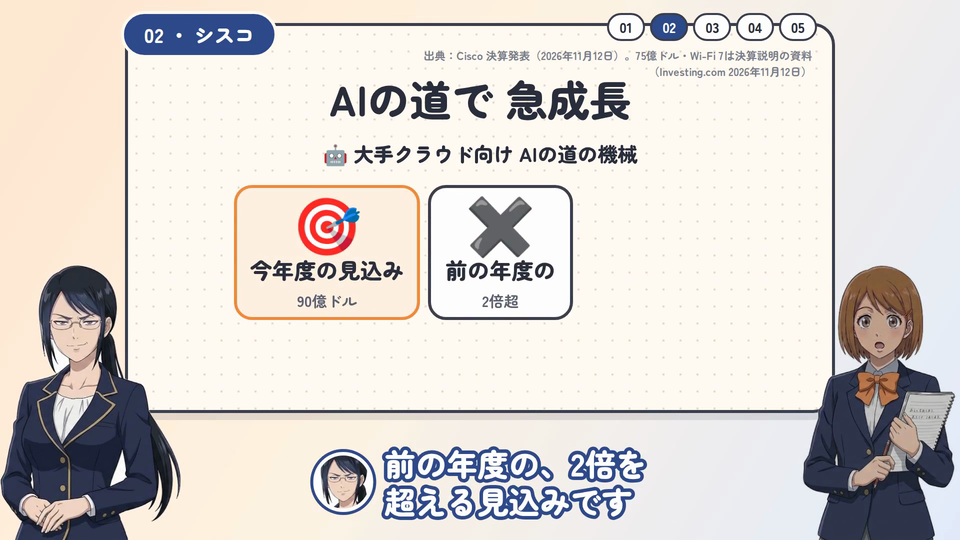 02 ・ シスコ
01 02 03 04 05
出典：Cisco 決算発表（2026年11月12日）。75億ドル・Wi-Fi 7は決算説明の資料
（Investing.com 2026年11月12日）
AIの道で 急成長
大手クラウド向け AIの道の機械
今年度の見込み
90億ドル
前の年度の
2倍超
前の年度の、2倍を
超える見込みです